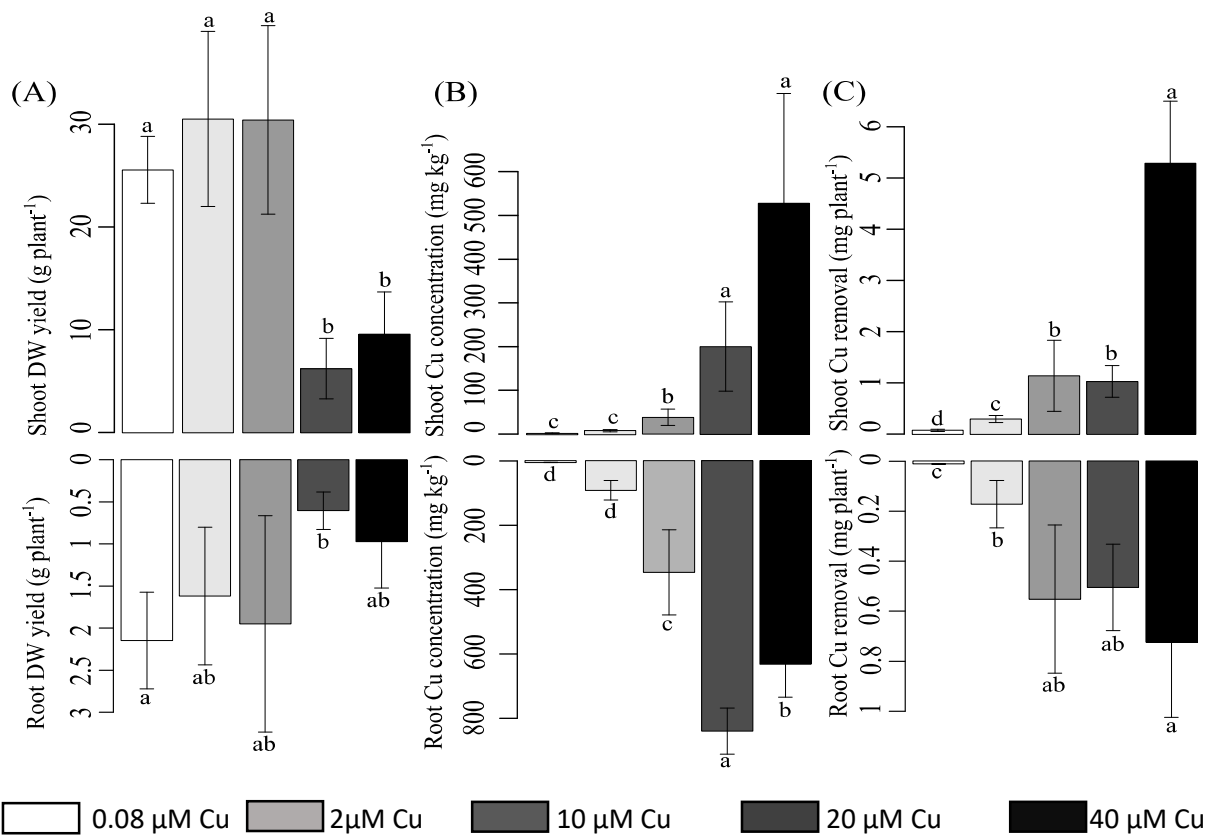 (A)
Shoot DW yield (g plant⁻¹)
30
20
10
0
a
a
a
b
b
Root DW yield (g plant⁻¹)
0
0.5
1
1.5
2
2.5
3
a
ab
ab
b
ab
(B)
Shoot Cu concentration (mg kg⁻¹)
600
500
400
300
200
100
0
c
c
b
a
a
Root Cu concentration (mg kg⁻¹)
0
200
400
600
800
d
d
c
a
b
(C)
Shoot Cu removal (mg plant⁻¹)
6
5
4
3
2
1
0
d
c
b
b
a
Root Cu removal (mg plant⁻¹)
0
0.2
0.4
0.6
0.8
1
c
b
ab
ab
a
0.08 µM Cu
2µM Cu
10 µM Cu
20 µM Cu
40 µM Cu